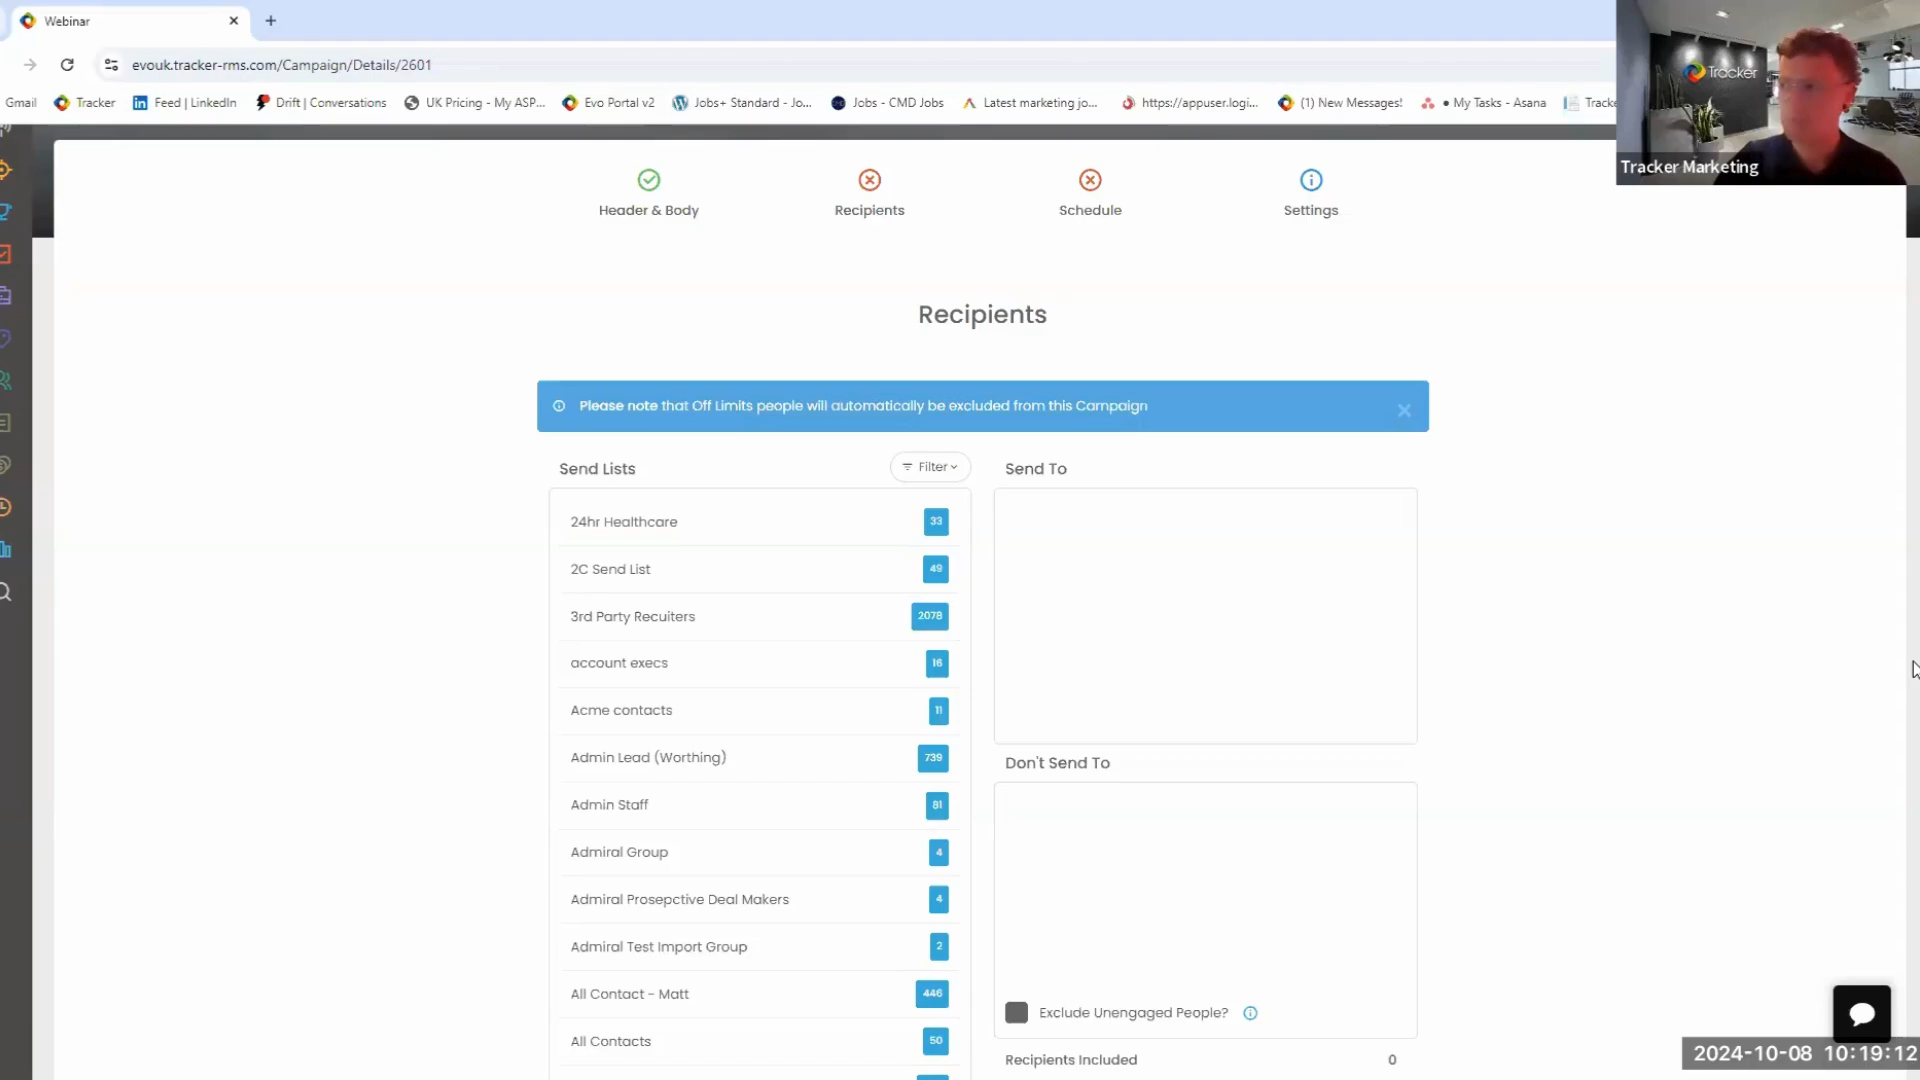 Webinar
evouk.tracker-rms.com/Campaign/Details/2601
Gmail
Tracker
Feed | LinkedIn
Drift | Conversations
UK Pricing - My ASP...
Evo Portal v2
Jobs+ Standard - Jo...
Jobs - CMD Jobs
Latest marketing jo...
https://appuser.logi...
(1) New Messages!
● My Tasks - Asana
Tracke
Tracker
Tracker Marketing
Header & Body
Recipients
Schedule
Settings
Recipients
Please note that Off Limits people will automatically be excluded from this Campaign
Send Lists
Filter
Send To
24hr Healthcare 33
2C Send List 49
3rd Party Recuiters 2078
account execs 16
Acme contacts 11
Admin Lead (Worthing) 739
Don't Send To
Admin Staff 81
Admiral Group 4
Admiral Prosepctive Deal Makers 4
Admiral Test Import Group 2
All Contact - Matt 446
Exclude Unengaged People?
All Contacts 50
Recipients Included 0
2024-10-08 10:19:12